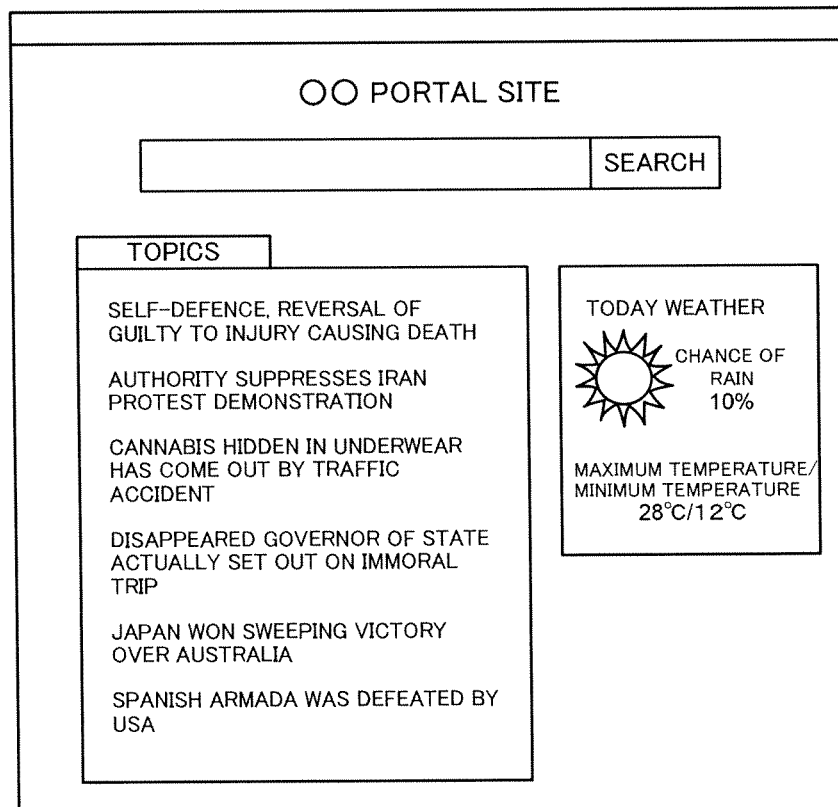 ○○ PORTAL SITE
SEARCH
TOPICS
SELF-DEFENCE, REVERSAL OF
GUILTY TO INJURY CAUSING DEATH
AUTHORITY SUPPRESSES IRAN
PROTEST DEMONSTRATION
CANNABIS HIDDEN IN UNDERWEAR
HAS COME OUT BY TRAFFIC
ACCIDENT
DISAPPEARED GOVERNOR OF STATE
ACTUALLY SET OUT ON IMMORAL
TRIP
JAPAN WON SWEEPING VICTORY
OVER AUSTRALIA
SPANISH ARMADA WAS DEFEATED BY
USA
TODAY WEATHER
CHANCE OF
RAIN
10%
MAXIMUM TEMPERATURE/
MINIMUM TEMPERATURE
28℃/12℃